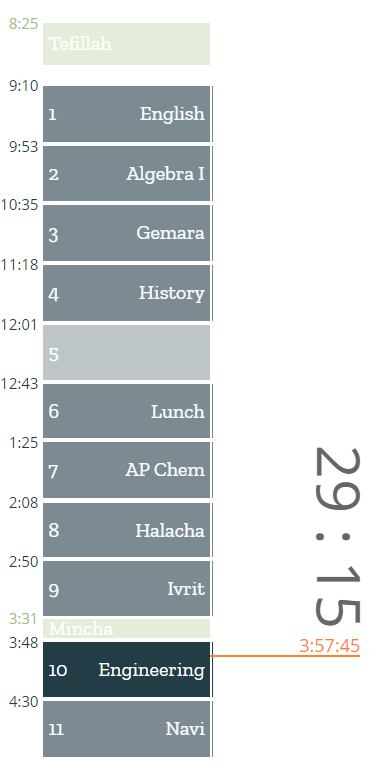 8:25
Tefillah
9:10
1 English
9:53
2 Algebra I
10:35
3 Gemara
11:18
4 History
12:01
5
12:43
6 Lunch
1:25
7 AP Chem
2:08
8 Halacha
2:50
9 Ivrit
3:31
Mincha
3:48
10 Engineering
4:30
11 Navi
29:15
3:57:45